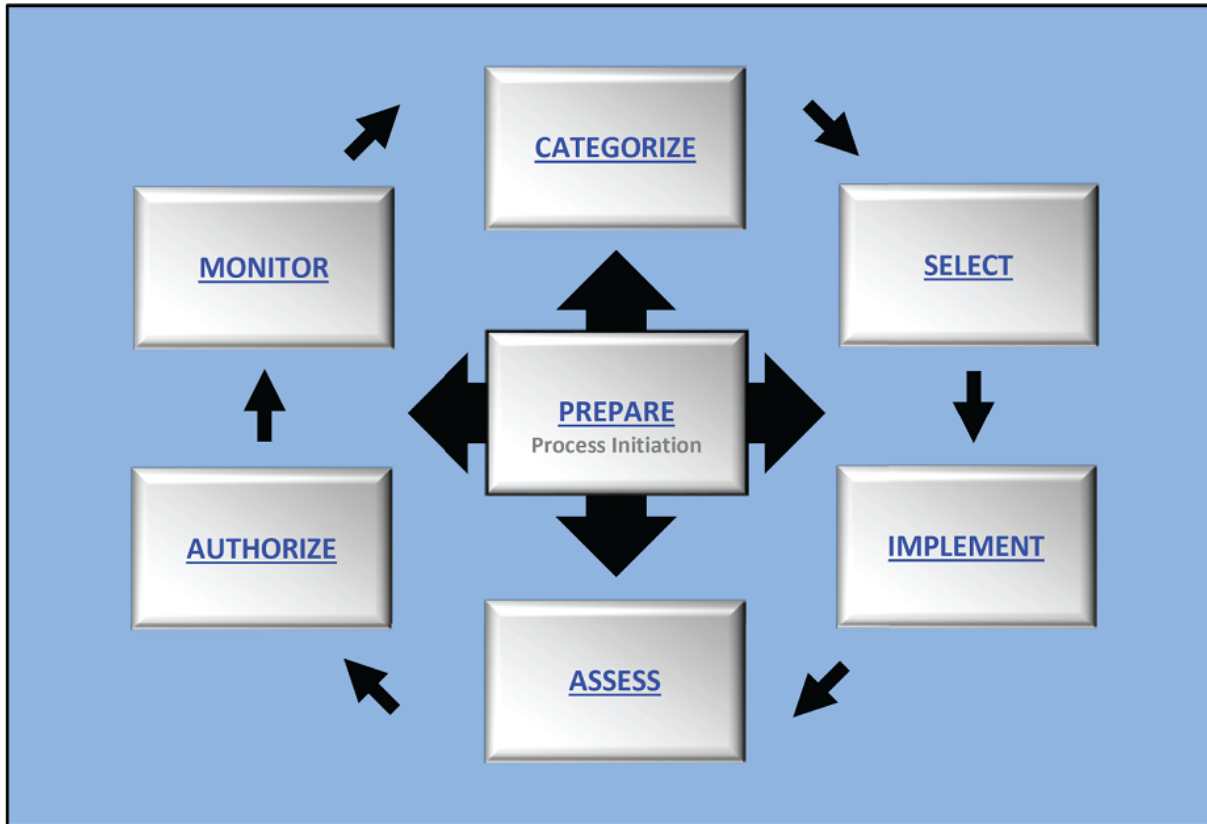 CATEGORIZE
MONITOR
SELECT
PREPARE
Process Initiation
AUTHORIZE
IMPLEMENT
ASSESS